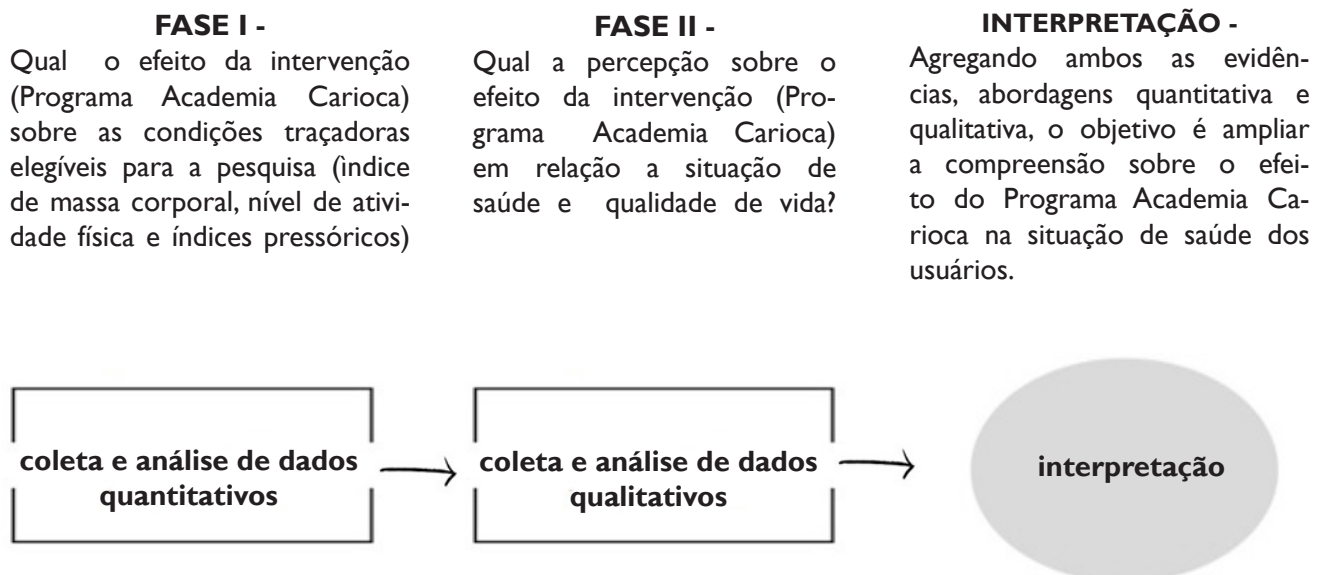 FASE I -
Qual o efeito da intervenção
(Programa Academia Carioca)
sobre as condições traçadoras
elegíveis para a pesquisa (ìndice
de massa corporal, nível de ativi-
dade física e índices pressóricos)
FASE II -
Qual a percepção sobre o
efeito da intervenção (Pro-
grama Academia Carioca)
em relação a situação de
saúde e qualidade de vida?
INTERPRETAÇÃO -
Agregando ambos as evidên-
cias, abordagens quantitativa e
qualitativa, o objetivo é ampliar
a compreensão sobre o efei-
to do Programa Academia Ca-
rioca na situação de saúde dos
usuários.
coleta e análise de dados
quantitativos
coleta e análise de dados
qualitativos
interpretação